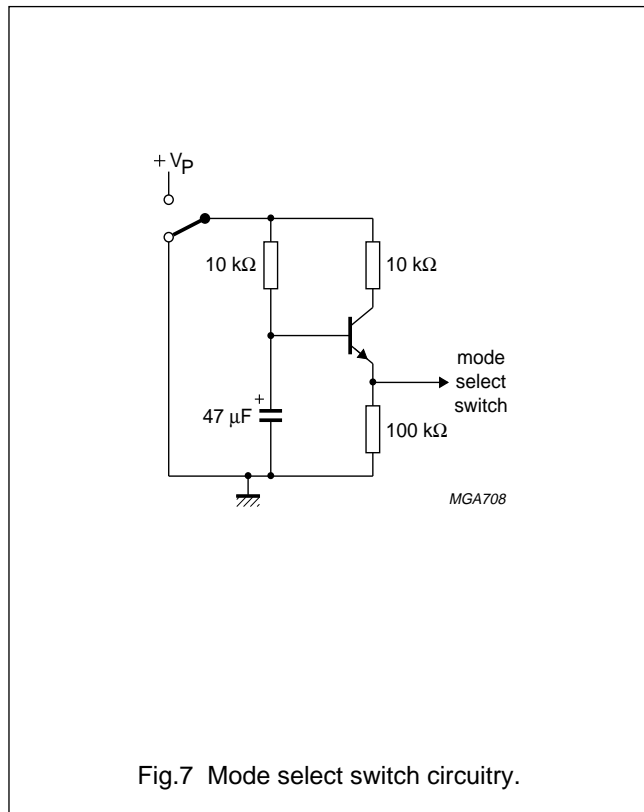 + VP
10 kΩ
10 kΩ
mode
select
switch
+
47 µF
100 kΩ
MGA708
Fig.7 Mode select switch circuitry.